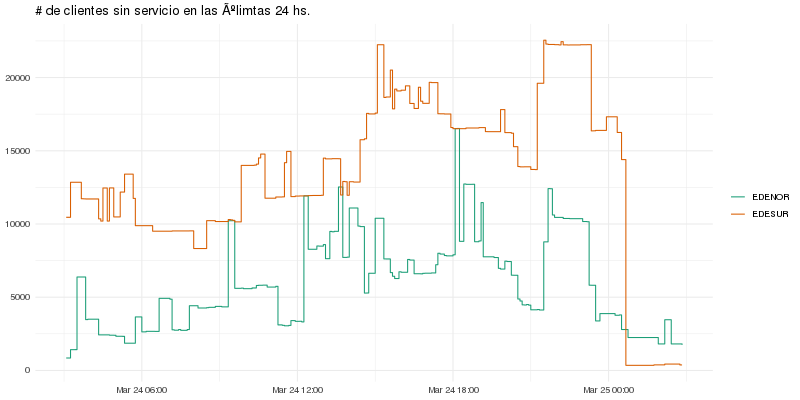 # de clientes sin servicio en las Ãºlimtas 24 hs.
20000
15000
10000
5000
0
Mar 24 06:00
Mar 24 12:00
Mar 24 18:00
Mar 25 00:00
EDENOR
EDESUR